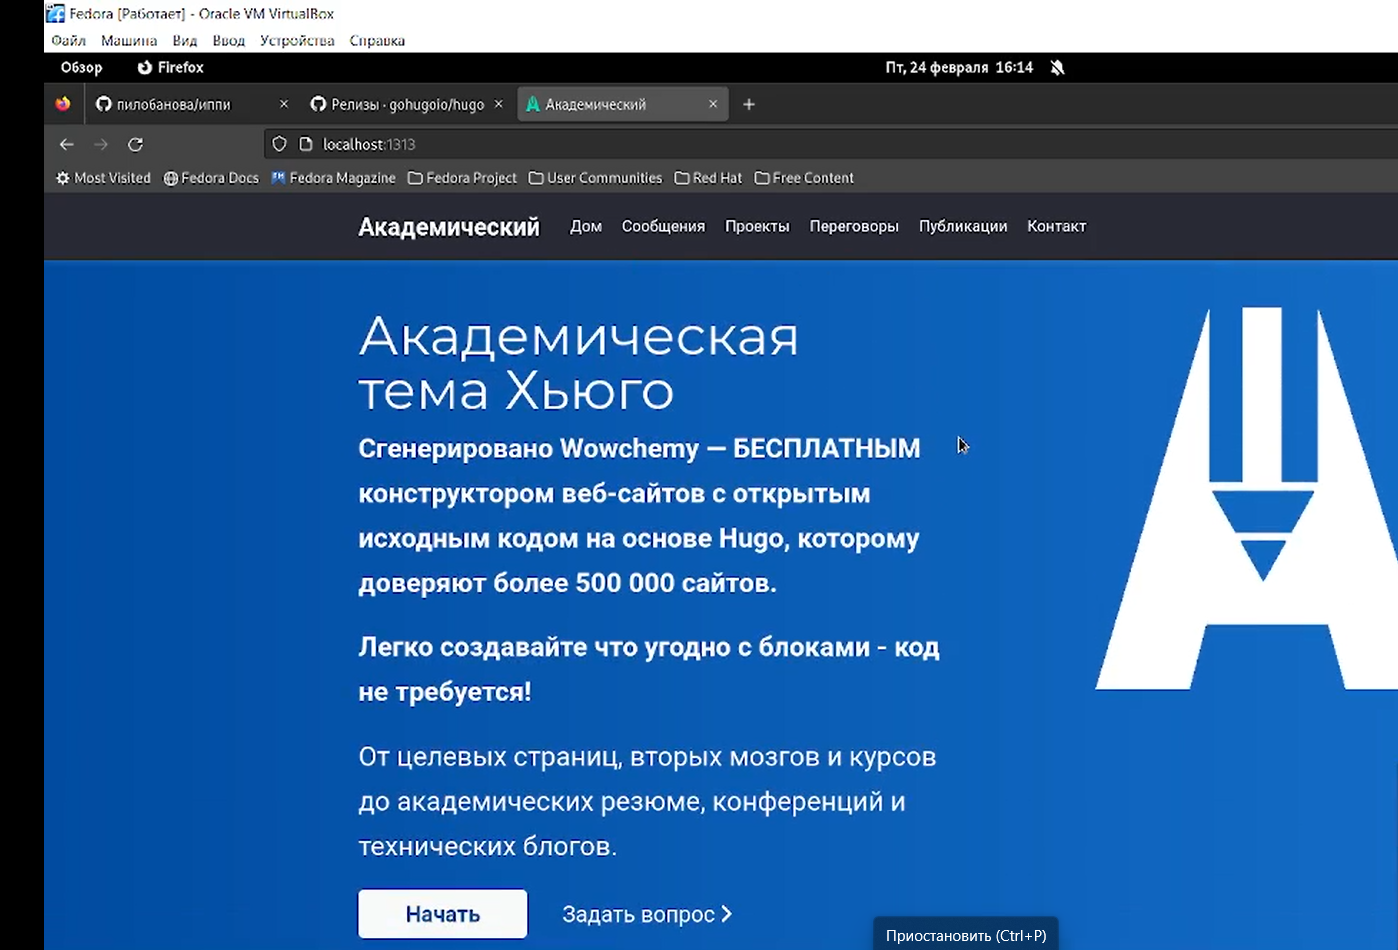 Fedora [Работает] - Oracle VM VirtualBox
Файл Машина Вид Ввод Устройства Справка
Обзор Firefox Пт, 24 февраля 16:14
пилобанова/иппи × Релизы · gohugoio/hugo × Академический × +
localhost:1313
Most Visited Fedora Docs Fedora Magazine Fedora Project User Communities Red Hat Free Content
Академический Дом Сообщения Проекты Переговоры Публикации Контакт
Академическая
тема Хьюго
Сгенерировано Wowchemy — БЕСПЛАТНЫМ
конструктором веб-сайтов с открытым
исходным кодом на основе Hugo, которому
доверяют более 500 000 сайтов.
Легко создавайте что угодно с блоками - код
не требуется!
От целевых страниц, вторых мозгов и курсов
до академических резюме, конференций и
технических блогов.
Начать Задать вопрос
Приостановить (Ctrl+P)